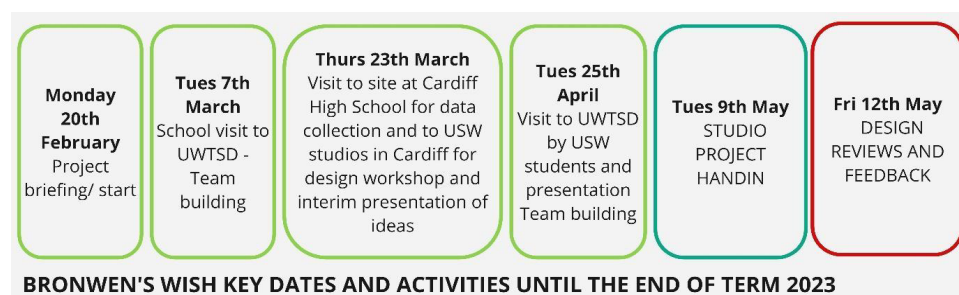 Monday
20th
February
Project
briefing/ start
Tues 7th
March
School visit to
UWTSD -
Team
building
Thurs 23th March
Visit to site at Cardiff
High School for data
collection and to USW
studios in Cardiff for
design workshop and
interim presentation of
ideas
Tues 25th
April
Visit to UWTSD
by USW
students and
presentation
Team building
Tues 9th May
STUDIO
PROJECT
HANDIN
Fri 12th May
DESIGN
REVIEWS AND
FEEDBACK
BRONWEN'S WISH KEY DATES AND ACTIVITIES UNTIL THE END OF TERM 2023